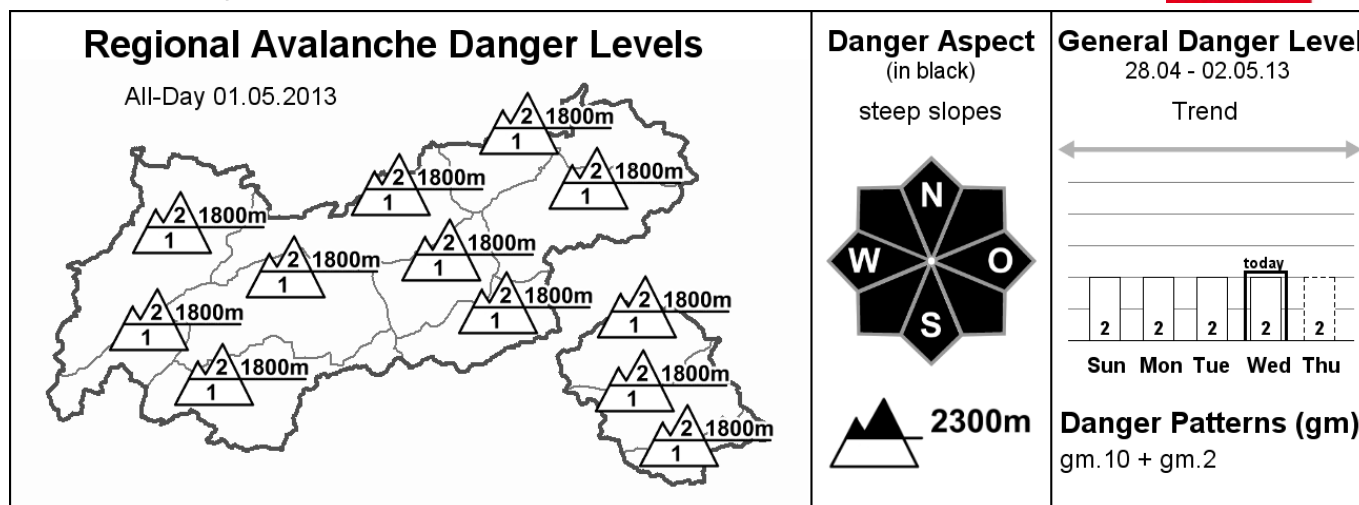 Regional Avalanche Danger Levels
All-Day 01.05.2013
2 1800m
1
2 1800m
1
2 1800m
1
2 1800m
1
2 1800m
1
2 1800m
1
2 1800m
1
2 1800m
1
2 1800m
1
2 1800m
1
2 1800m
1
2 1800m
1
Danger Aspect
(in black)
steep slopes
N
W O
S
2300m
General Danger Level
28.04 - 02.05.13
Trend
today
2 2 2 2 2
Sun Mon Tue Wed Thu
Danger Patterns (gm)
gm.10 + gm.2